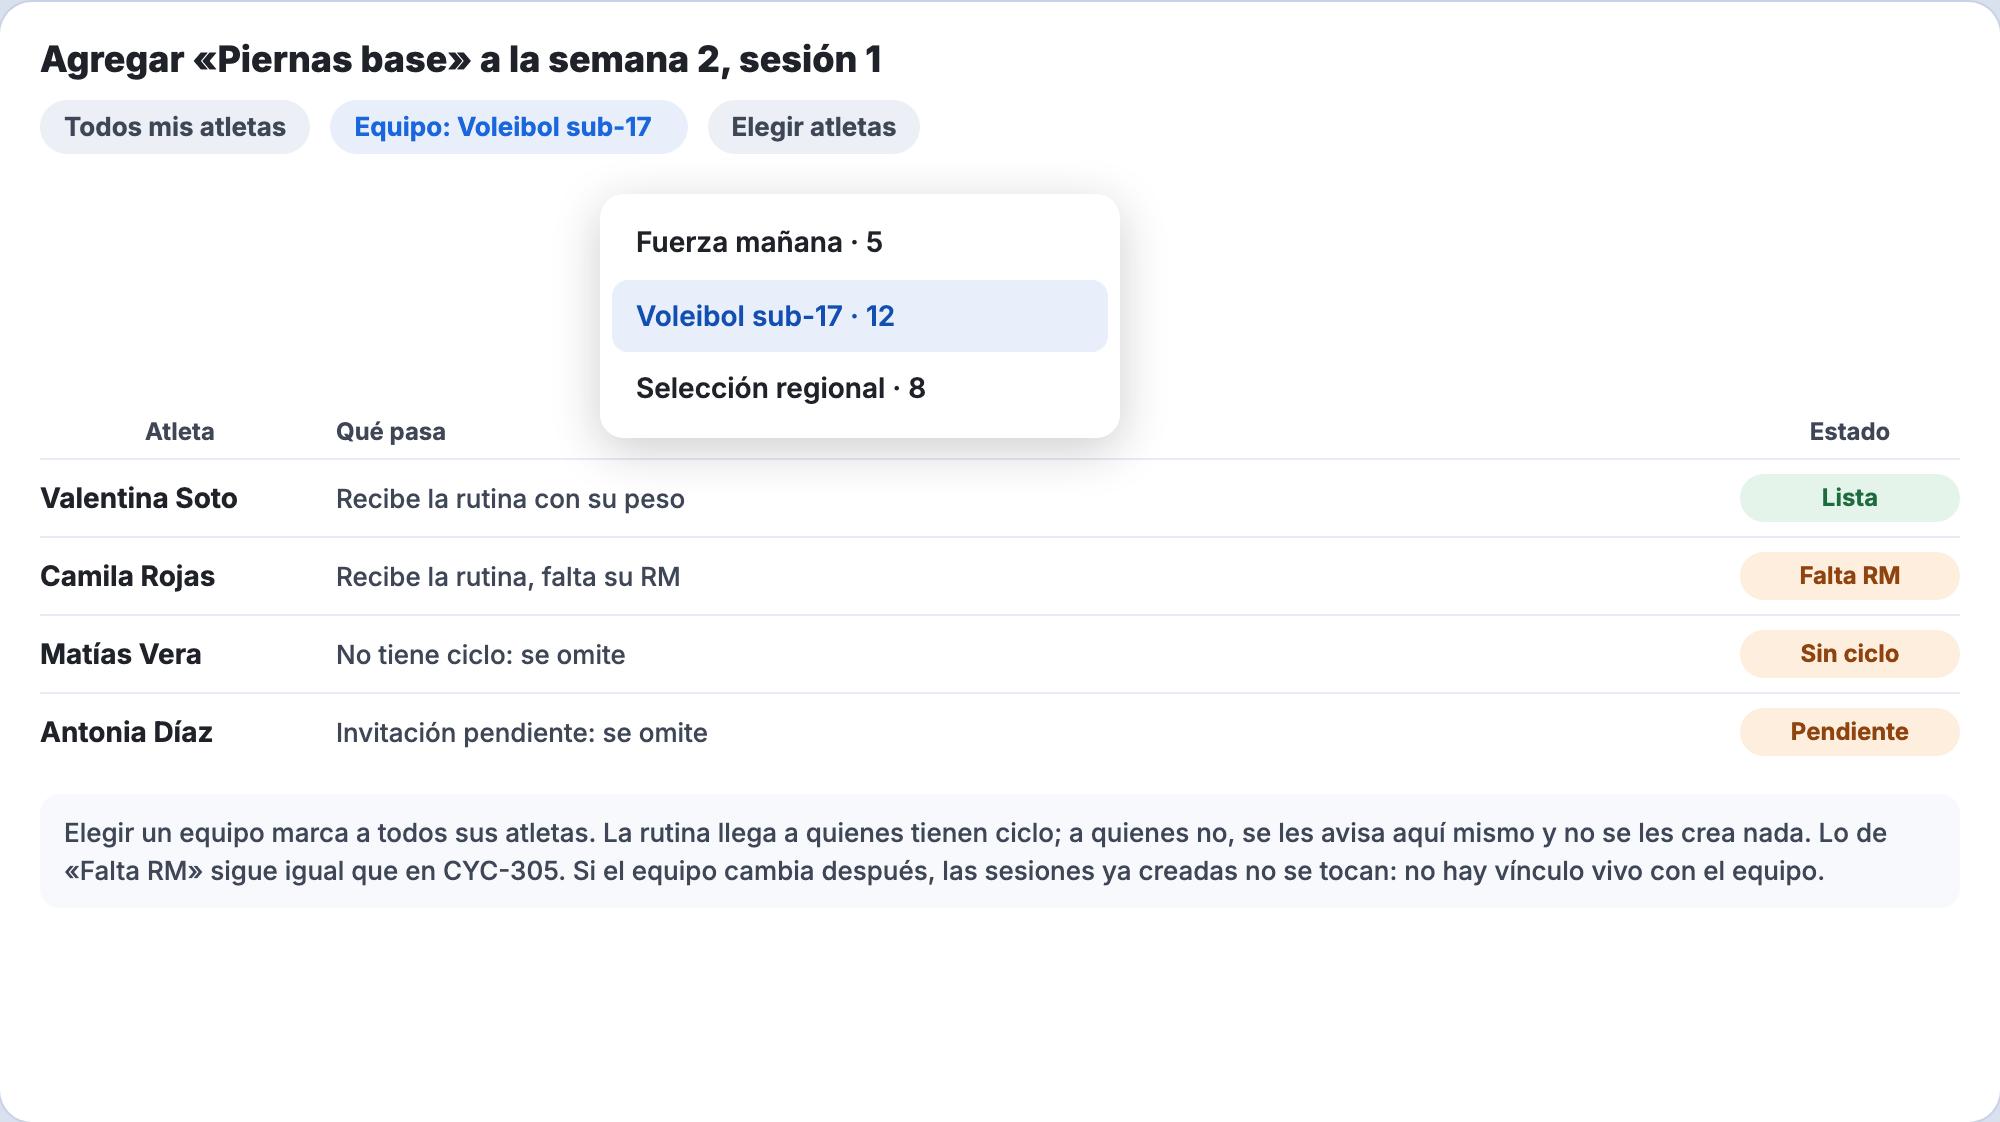 Agregar «Piernas base» a la semana 2, sesión 1
Todos mis atletas
Equipo: Voleibol sub-17
Elegir atletas
Fuerza mañana · 5
Voleibol sub-17 · 12
Selección regional · 8
Atleta
Qué pasa
Estado
Valentina Soto
Recibe la rutina con su peso
Lista
Camila Rojas
Recibe la rutina, falta su RM
Falta RM
Matías Vera
No tiene ciclo: se omite
Sin ciclo
Antonia Díaz
Invitación pendiente: se omite
Pendiente
Elegir un equipo marca a todos sus atletas. La rutina llega a quienes tienen ciclo; a quienes no, se les avisa aquí mismo y no se les crea nada. Lo de
«Falta RM» sigue igual que en CYC-305. Si el equipo cambia después, las sesiones ya creadas no se tocan: no hay vínculo vivo con el equipo.